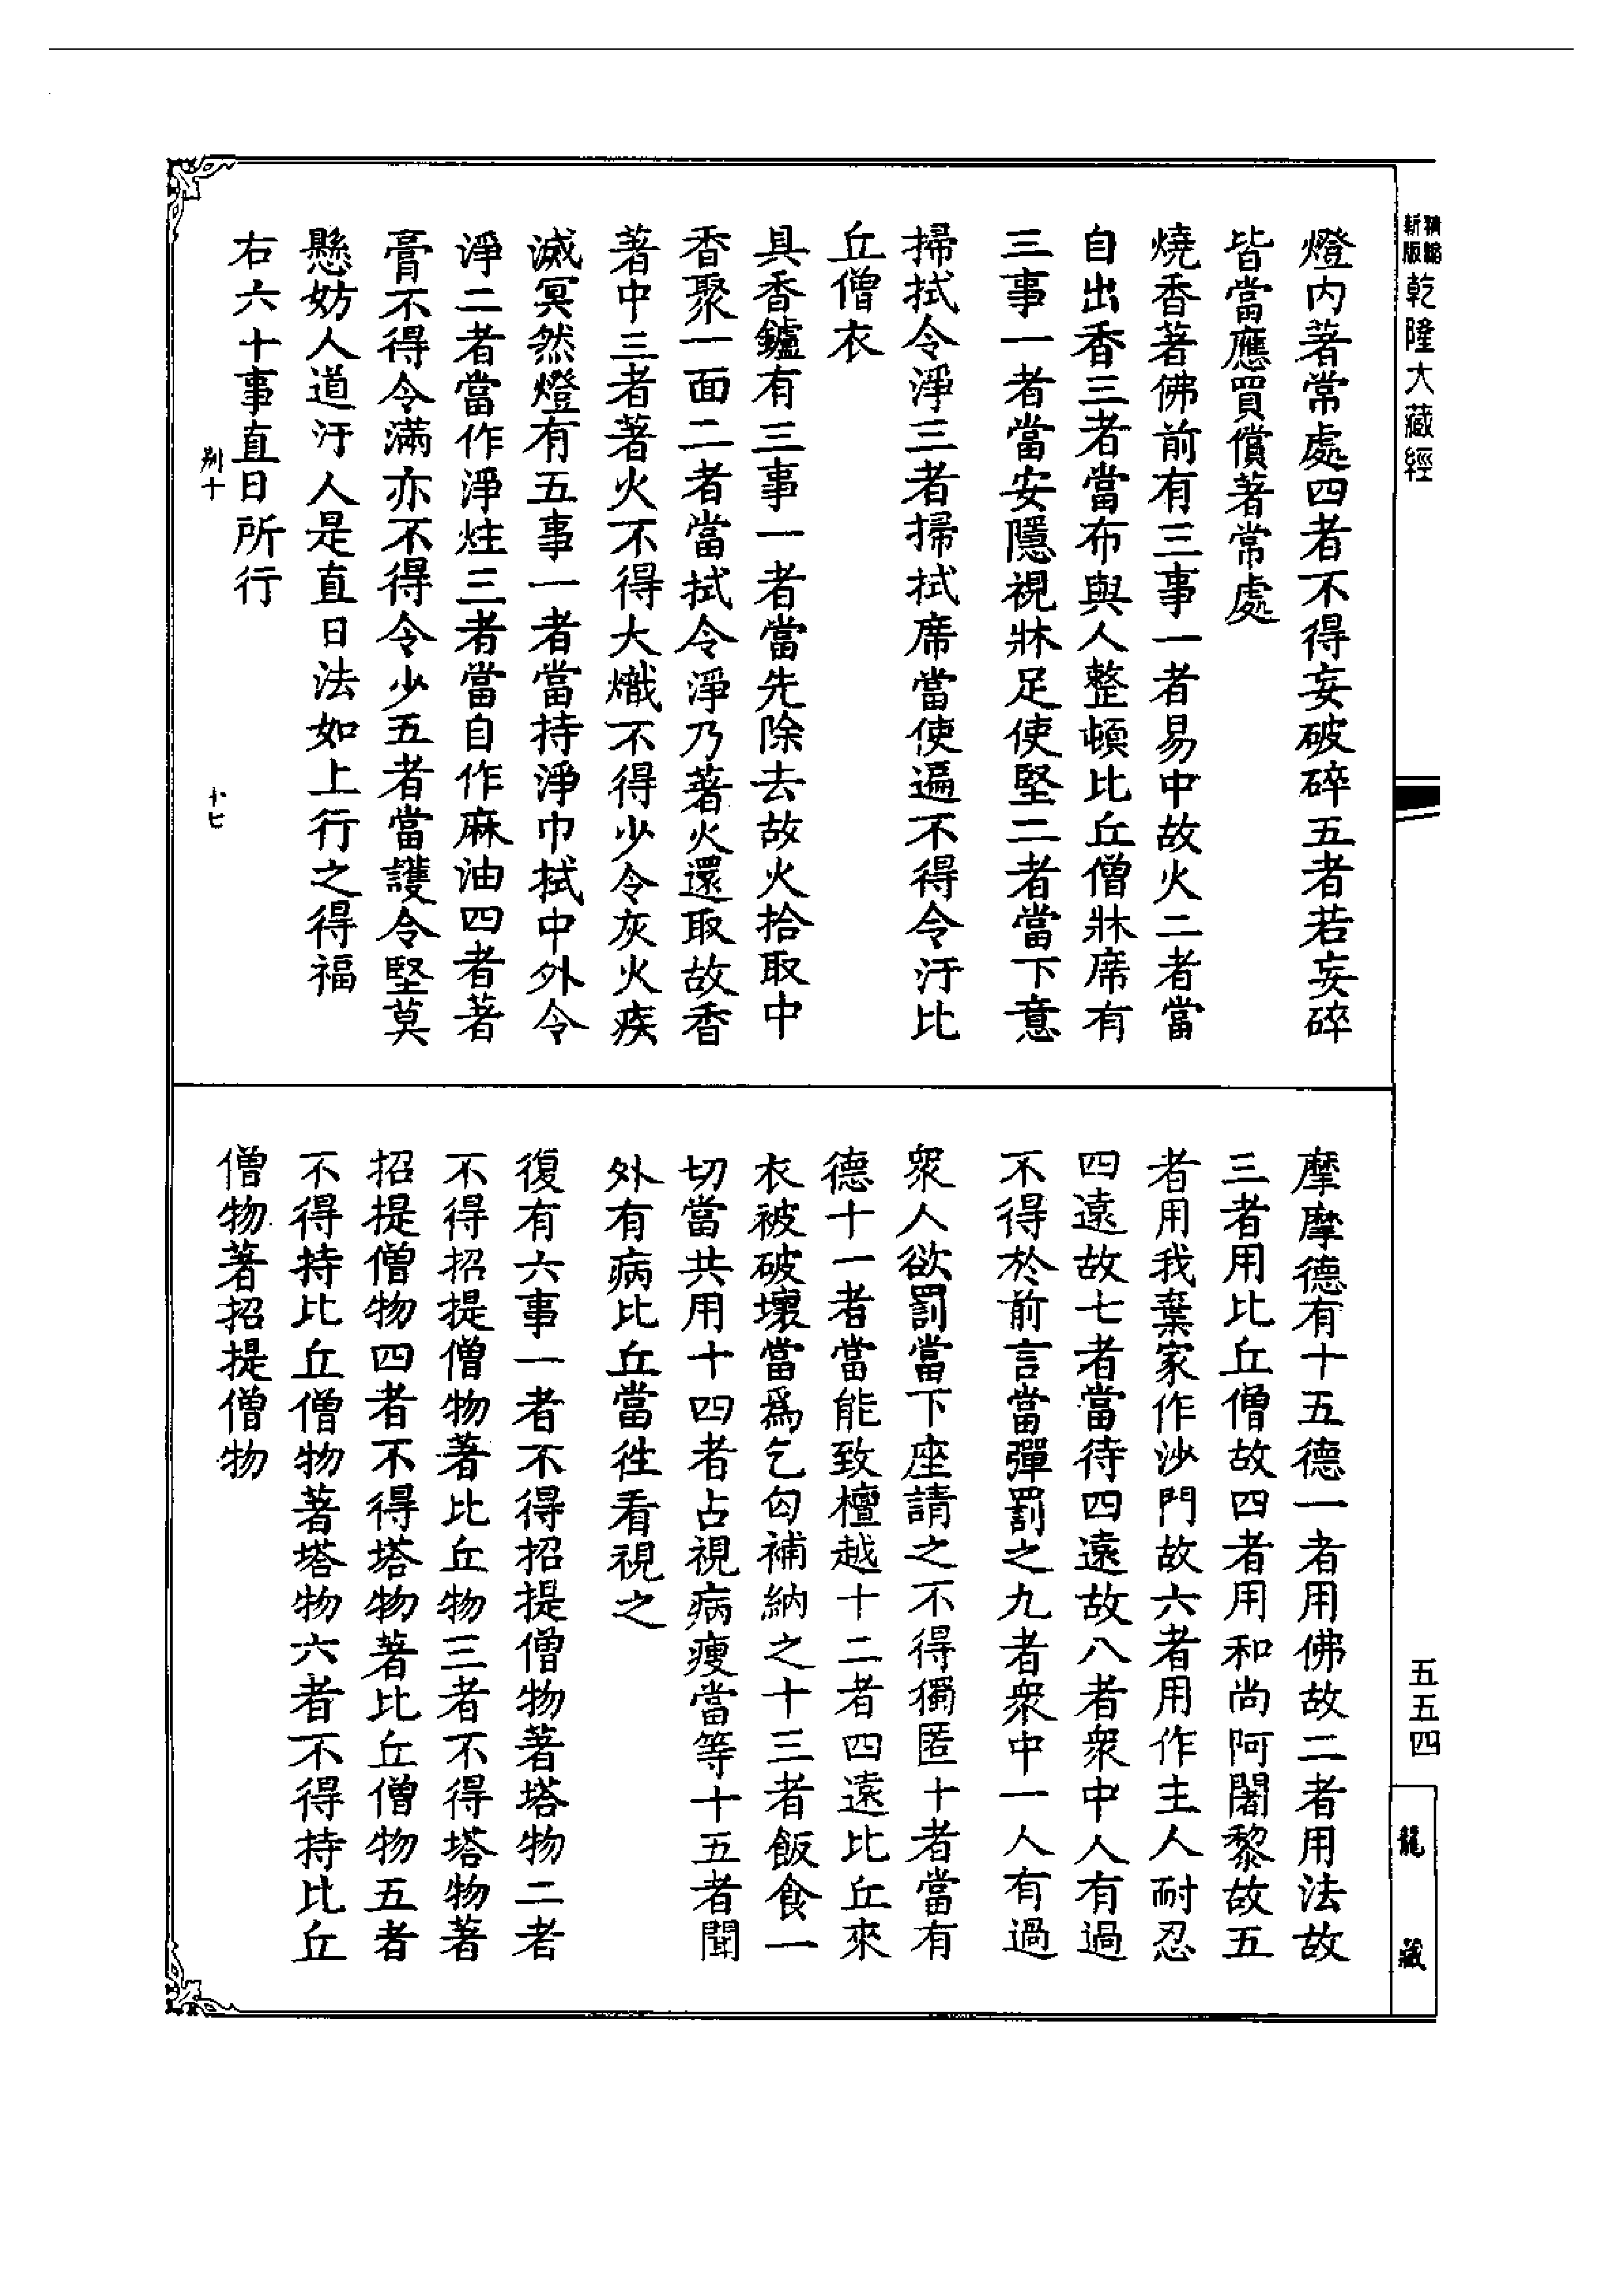 精縮新版乾隆大藏經
五五四
龍藏
燈內著常處四者不得妄破碎五者若妄碎
皆當應買償著常處
燒香著佛前有三事一者易中故火二者當
自出香三者當布與人整頓比丘僧牀席有
三事一者當安隱視牀足使堅二者當下意
掃拭令淨三者掃拭席當使遍不得令汙比
丘僧衣
具香鑪有三事一者當先除去故火拾取中
香聚一面二者當拭令淨乃著火還取故香
著中三者著火不得大熾不得少令灰火疾
滅冥然燈有五事一者當持淨巾拭中外令
淨二者當作淨炷三者當自作麻油四者著
膏不得令滿亦不得令少五者當護令堅莫
懸妨人道汙人是直日法如上行之得福
右六十事直日所行
別十
十七
摩摩德有十五德一者用佛故二者用法故
三者用比丘僧故四者用和尚阿闍黎故五
者用我棄家作沙門故六者用作主人耐忍
四遠故七者當待四遠故八者眾中人有過
不得於前言當彈罰之九者眾中一人有過
眾人欲罰當下座請之不得獨匿十者當有
德十一者當能致檀越十二者四遠比丘來
衣被破壞當爲乞匃補納之十三者飯食一
切當共用十四者占視病瘦當等十五者聞
外有病比丘當往看視之
復有六事一者不得招提僧物著塔物二者
不得招提僧物著比丘物三者不得塔物著
招提僧物四者不得塔物著比丘僧物五者
不得持比丘僧物著塔物六者不得持比丘
僧物著招提僧物